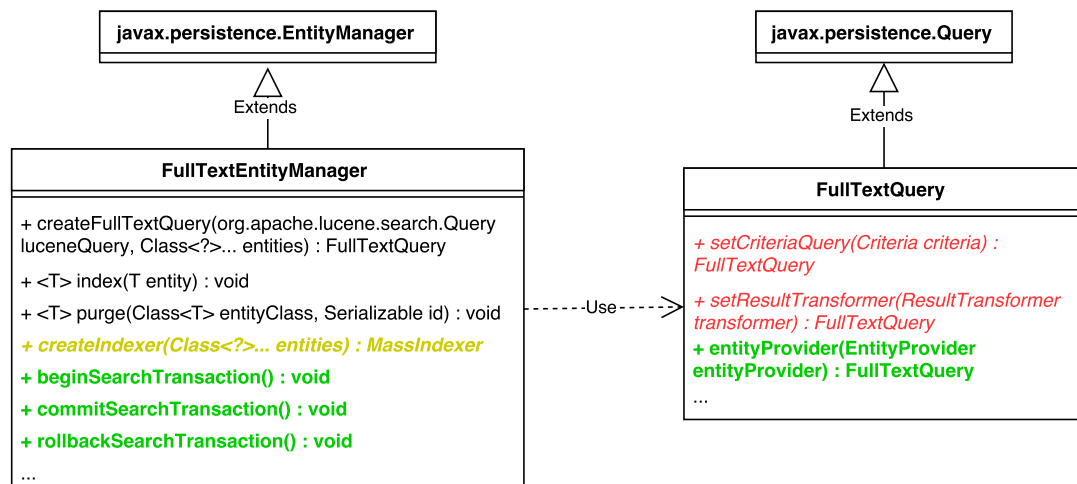 javax.persistence.EntityManager
Extends
FullTextEntityManager
+ createFullTextQuery(org.apache.lucene.search.Query
luceneQuery, Class<?>... entities) : FullTextQuery
+ <T> index(T entity) : void
+ <T> purge(Class<T> entityClass, Serializable id) : void
+ createIndexer(Class<?>... entities) : MassIndexer
+ beginSearchTransaction() : void
+ commitSearchTransaction() : void
+ rollbackSearchTransaction() : void
...
Use
javax.persistence.Query
Extends
FullTextQuery
+ setCriteriaQuery(Criteria criteria) :
FullTextQuery
+ setResultTransformer(ResultTransformer
transformer) : FullTextQuery
+ entityProvider(EntityProvider
entityProvider) : FullTextQuery
...